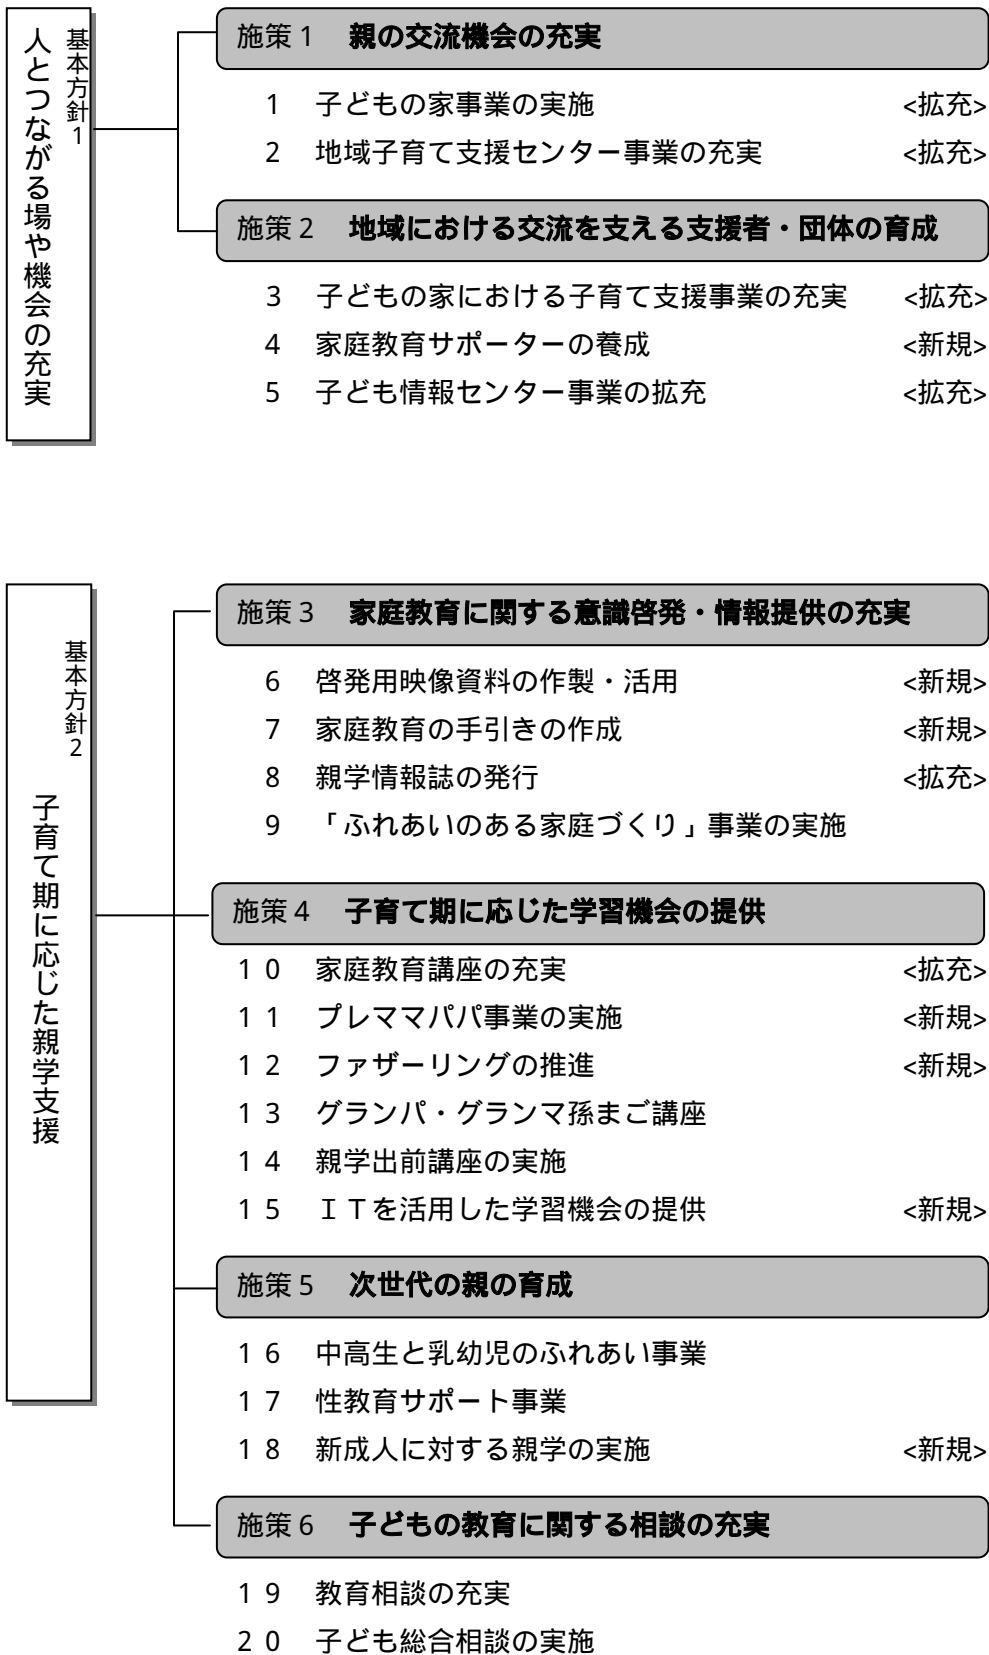 基本方針1
人とつながる場や機会の充実
施策1 親の交流機会の充実
1 子どもの家事業の実施 <拡充>
2 地域子育て支援センター事業の充実 <拡充>
施策2 地域における交流を支える支援者・団体の育成
3 子どもの家における子育て支援事業の充実 <拡充>
4 家庭教育サポーターの養成 <新規>
5 子ども情報センター事業の拡充 <拡充>
基本方針2
子育て期に応じた親学支援
施策3 家庭教育に関する意識啓発・情報提供の充実
6 啓発用映像資料の作製・活用 <新規>
7 家庭教育の手引きの作成 <新規>
8 親学情報誌の発行 <拡充>
9 「ふれあいのある家庭づくり」事業の実施
施策4 子育て期に応じた学習機会の提供
10 家庭教育講座の充実 <拡充>
11 プレママパパ事業の実施 <新規>
12 ファザーリングの推進 <新規>
13 グランパ・グランマ孫まご講座
14 親学出前講座の実施
15 ITを活用した学習機会の提供 <新規>
施策5 次世代の親の育成
16 中高生と乳幼児のふれあい事業
17 性教育サポート事業
18 新成人に対する親学の実施 <新規>
施策6 子どもの教育に関する相談の充実
19 教育相談の充実
20 子ども総合相談の実施